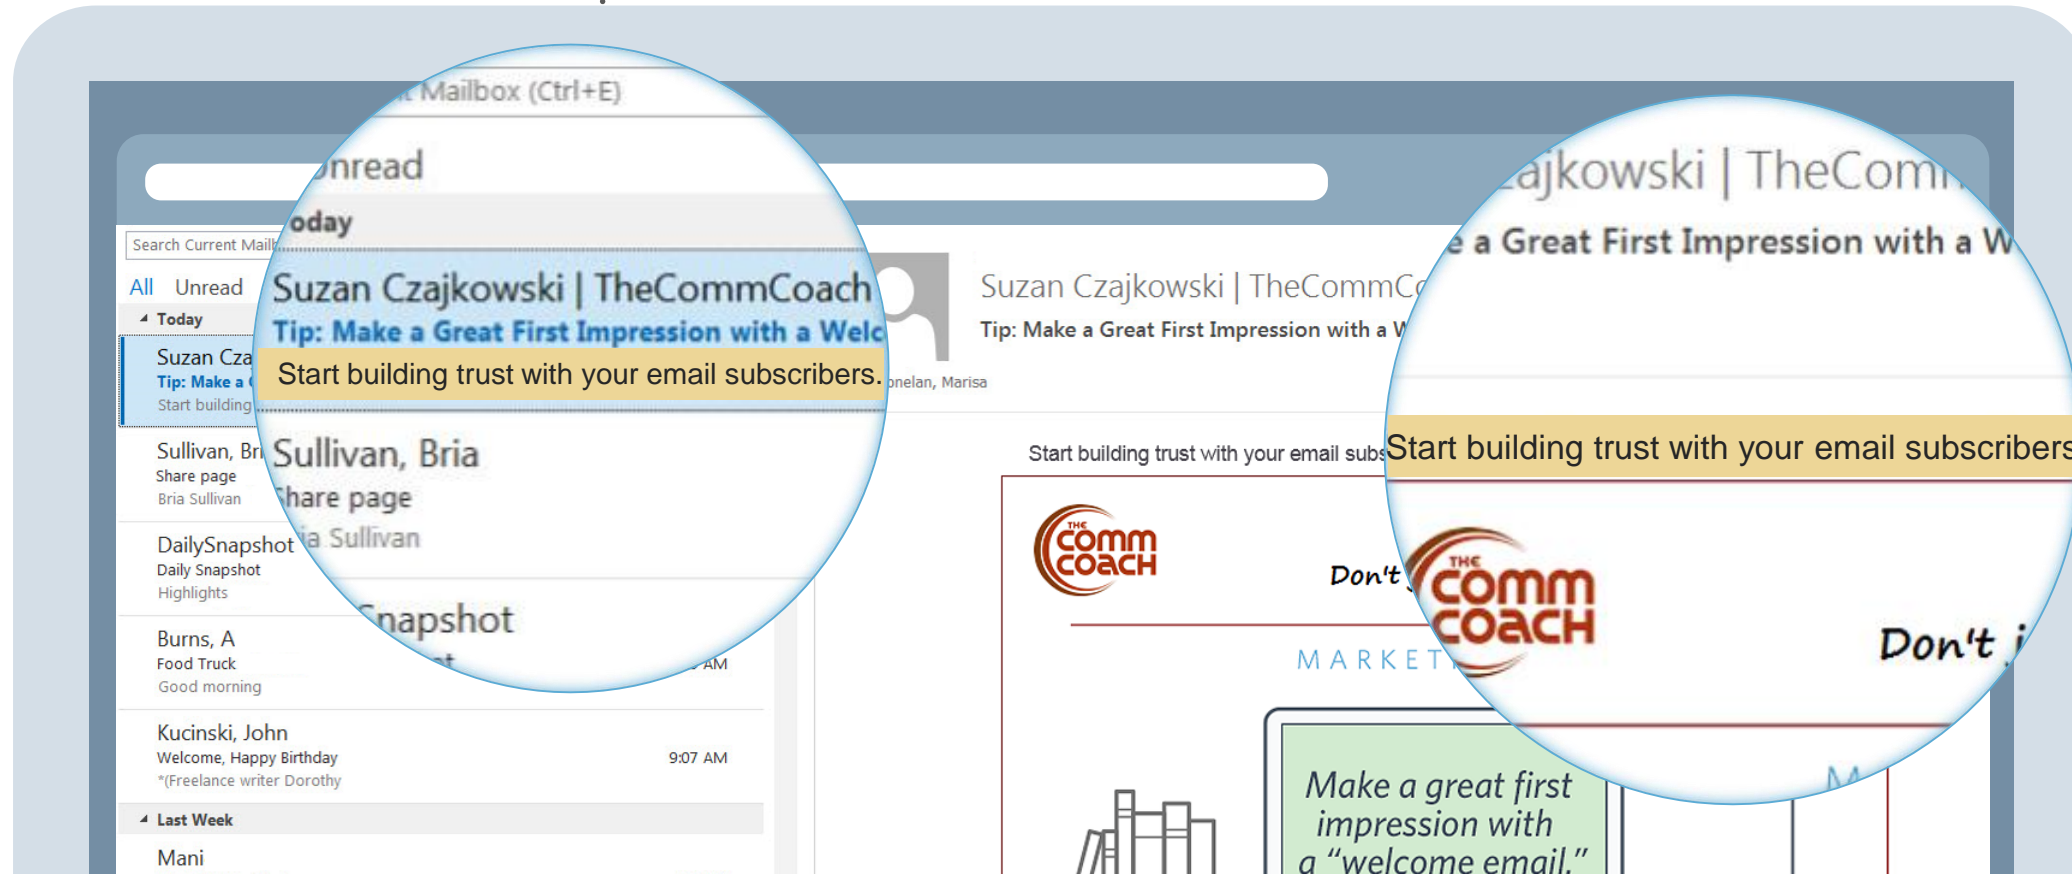 Mailbox (Ctrl+E)
Unread
Today
Suzan Czajkowski | TheCommCoach
Tip: Make a Great First Impression with a Welc
Start building trust with your email subscribers.
Sullivan, Bria
Share page
Bria Sullivan
Snapshot
Search Current Mailb
All Unread
Today
Suzan Cza
Tip: Make a
Start building
Sullivan, Bri
Share page
Bria Sullivan
DailySnapshot
Daily Snapshot
Highlights
Burns, A
Food Truck
AM
Good morning
Kucinski, John
Welcome, Happy Birthday
9:07 AM
*(Freelance writer Dorothy
Last Week
Mani
Suzan Czajkowski | TheCommCo
Tip: Make a Great First Impression with a W
onelan, Marisa
Start building trust with your email subs
THE
COMM
COACH
Don't
MARKET
Make a great first
impression with
a “welcome email.”
zajkowski | TheComm
e a Great First Impression with a W
Start building trust with your email subscribers
THE
COMM
COACH
Don't j
M